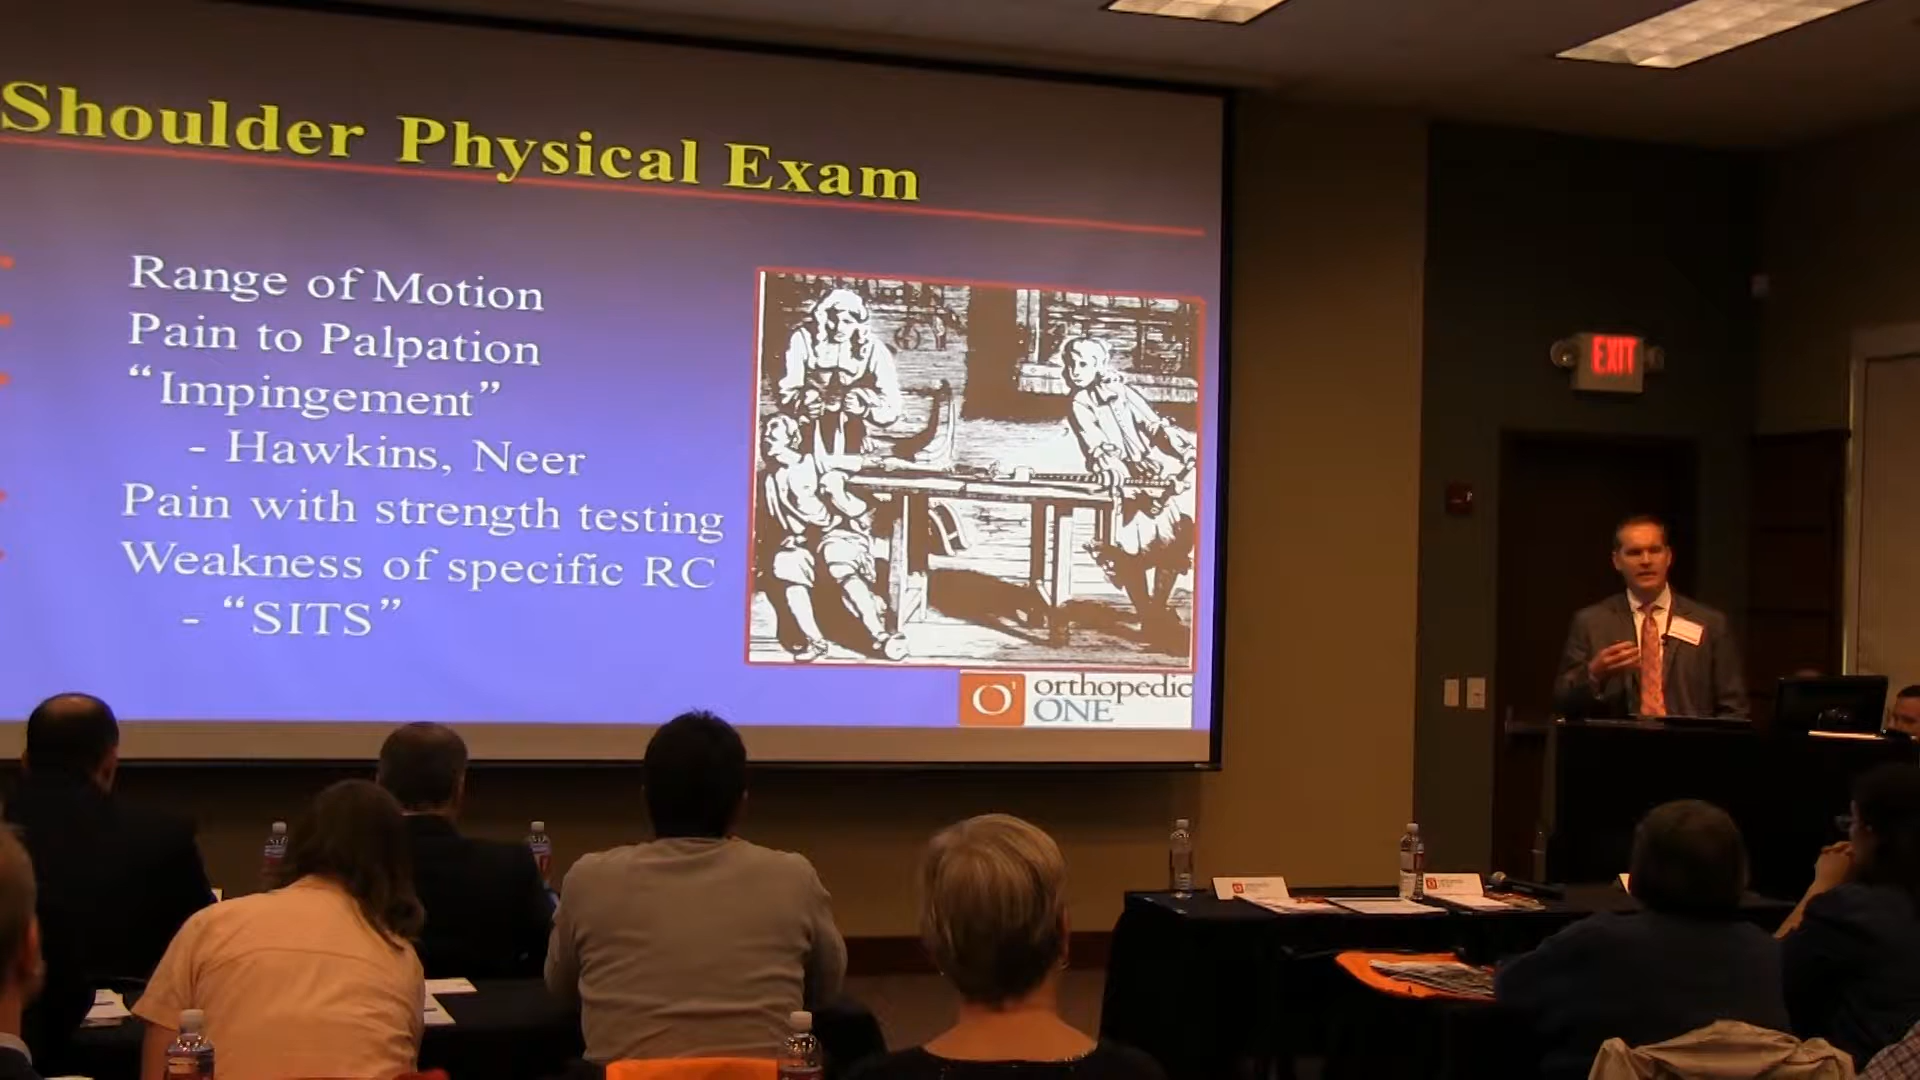 Shoulder Physical Exam
Range of Motion
Pain to Palpation
“Impingement”
- Hawkins, Neer
Pain with strength testing
Weakness of specific RC
- “SITS”
O1 orthopedic
ONE
EXIT